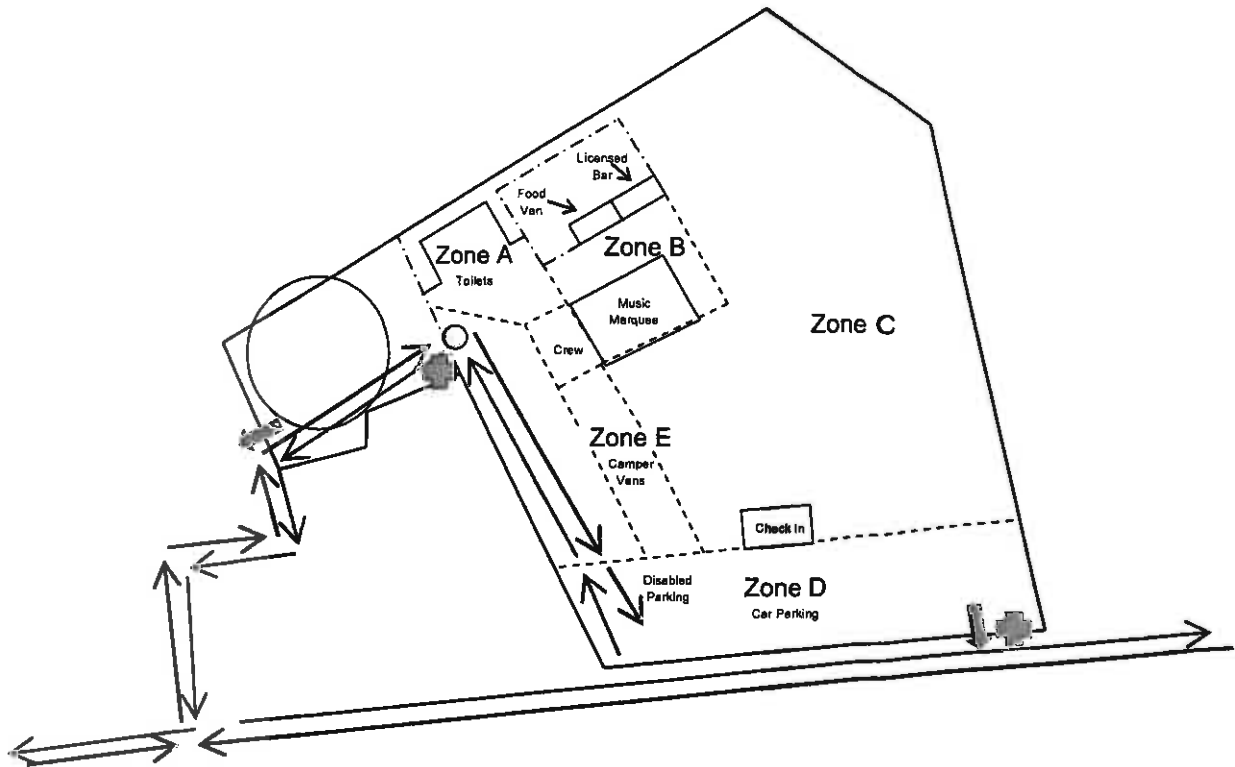 Licensed
Bar
Food
Van
Zone A
Toilets
Zone B
Music
Marquee
Zone C
Crew
Zone E
Camper
Vans
Check In
Disabled
Parking
Zone D
Car Parking